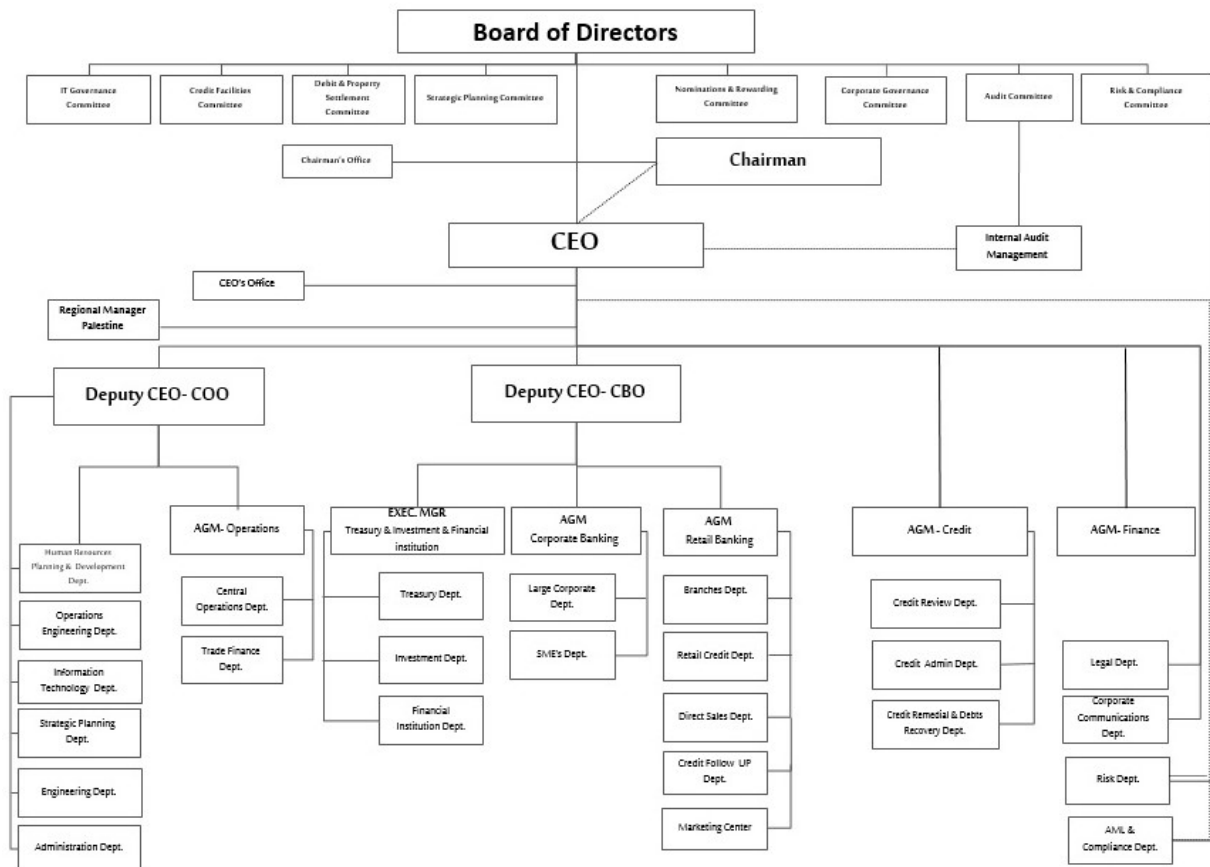 Board of Directors
IT Governance
Committee
Credit Facilities
Committee
Debit & Property
Settlement
Committee
Strategic Planning Committee
Nominations & Rewarding
Committee
Corporate Governance
Committee
Audit Committee
Risk & Compliance
Committee
Chairman's Office
Chairman
CEO
Internal Audit
Management
CEO's Office
Regional Manager
Palestine
Deputy CEO- COO
Deputy CEO- CBO
AGM- Operations
EXEC. MGR
Treasury & Investment & Financial
institution
AGM
Corporate Banking
AGM
Retail Banking
AGM - Credit
AGM- Finance
Human Resources
Planning & Development
Dept.
Central
Operations Dept.
Treasury Dept.
Large Corporate
Dept.
Branches Dept.
Credit Review Dept.
Operations
Engineering Dept.
Trade Finance
Dept.
Investment Dept.
SME's Dept.
Retail Credit Dept.
Credit Admin Dept.
Legal Dept.
Information
Technology Dept.
Strategic Planning
Dept.
Financial
Institution Dept.
Direct Sales Dept.
Credit Remedial & Debts
Recovery Dept.
Corporate
Communications
Dept.
Engineering Dept.
Credit Follow UP
Dept.
Risk Dept.
Administration Dept.
Marketing Center
AML &
Compliance Dept.